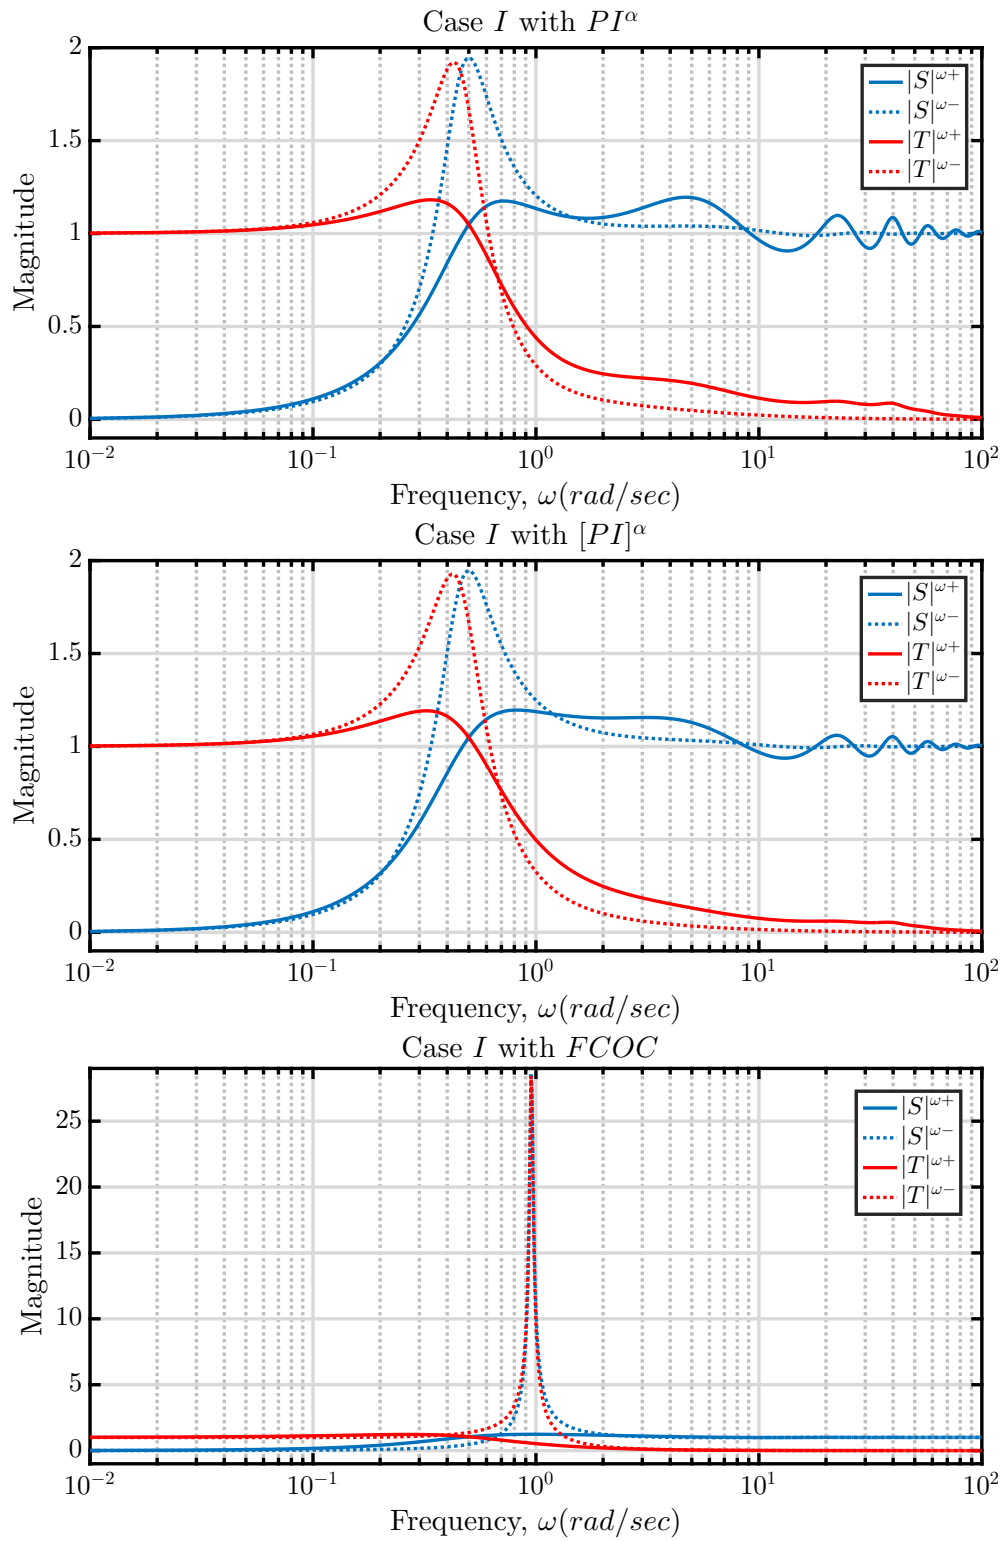 Case I with PI^α
2
1.5
1
0.5
0
Magnitude
|S|^ω+
|S|^ω−
|T|^ω+
|T|^ω−
10^−2 10^−1 10^0 10^1 10^2
Frequency, ω(rad/sec)
Case I with [PI]^α
2
1.5
1
0.5
0
Magnitude
|S|^ω+
|S|^ω−
|T|^ω+
|T|^ω−
10^−2 10^−1 10^0 10^1 10^2
Frequency, ω(rad/sec)
Case I with FCOC
25
20
15
10
5
0
Magnitude
|S|^ω+
|S|^ω−
|T|^ω+
|T|^ω−
10^−2 10^−1 10^0 10^1 10^2
Frequency, ω(rad/sec)